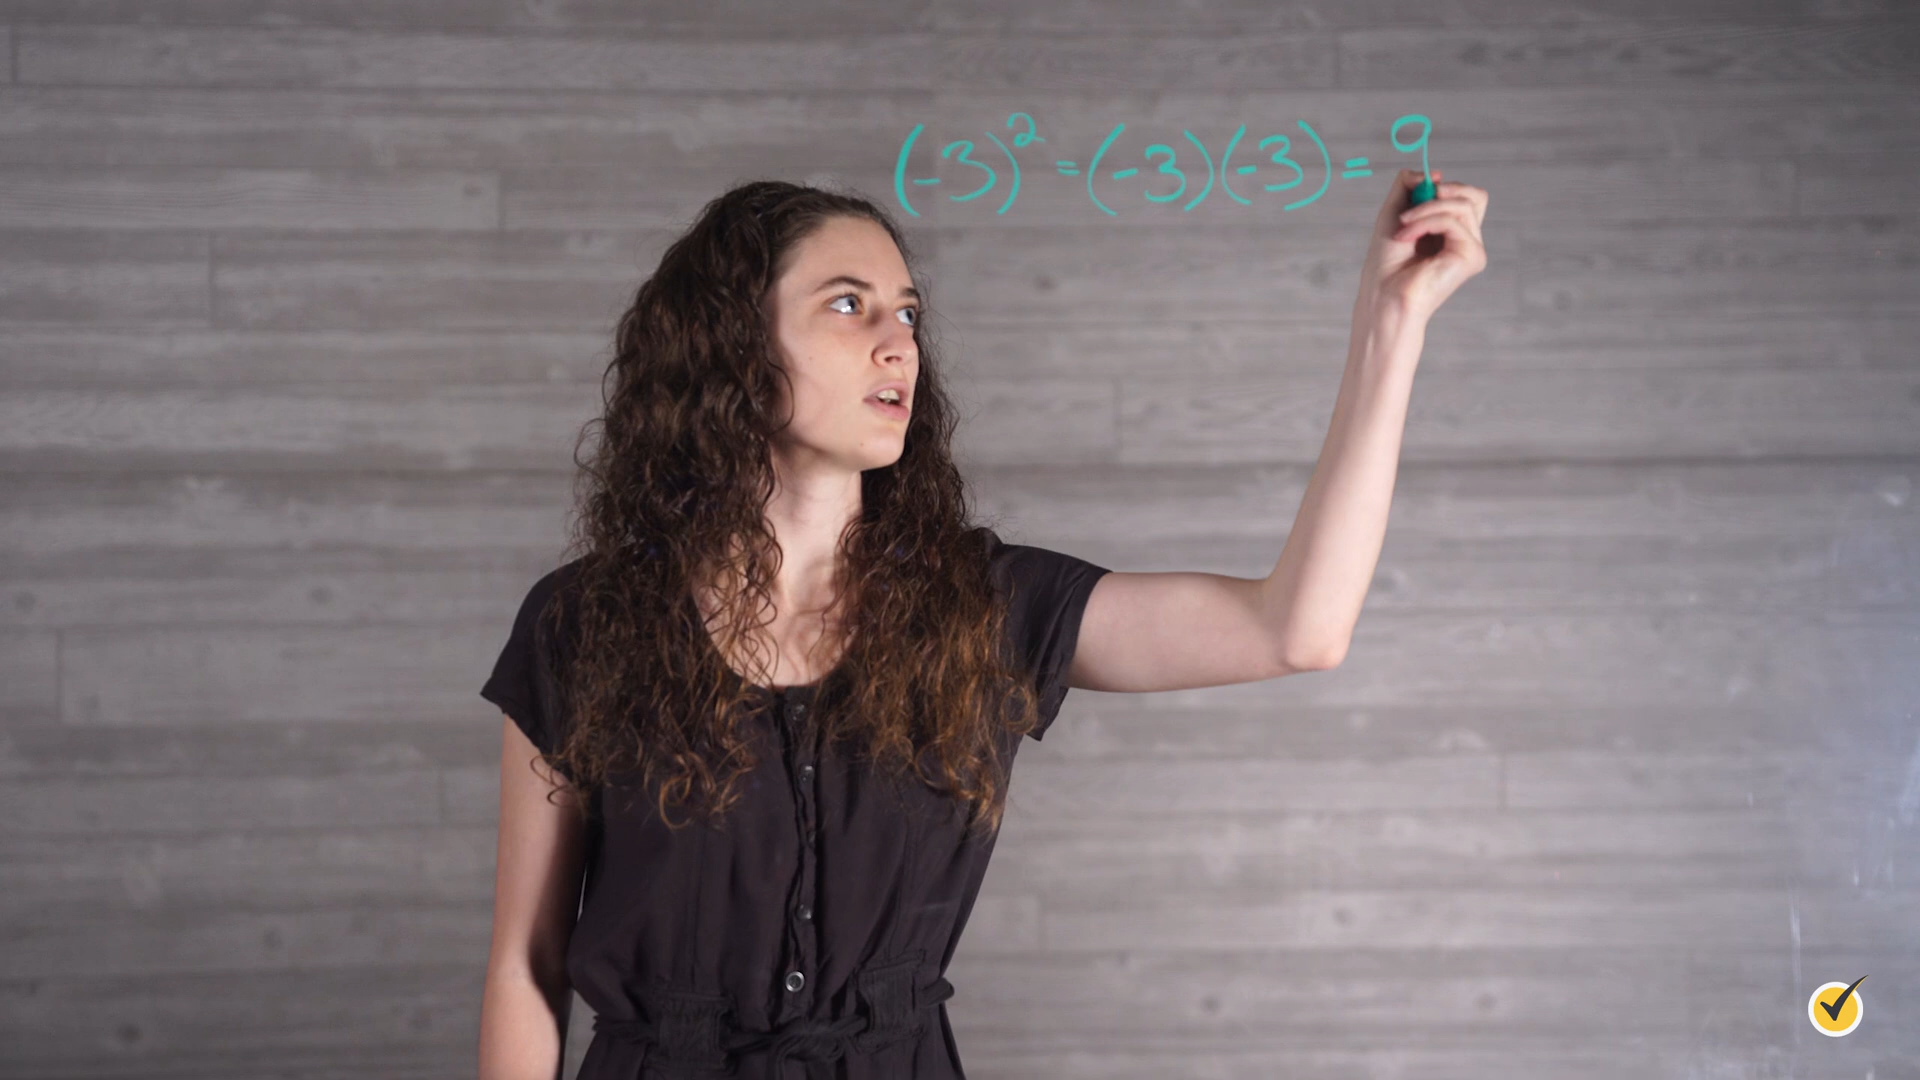 (-3)² = (-3)(-3) = 9